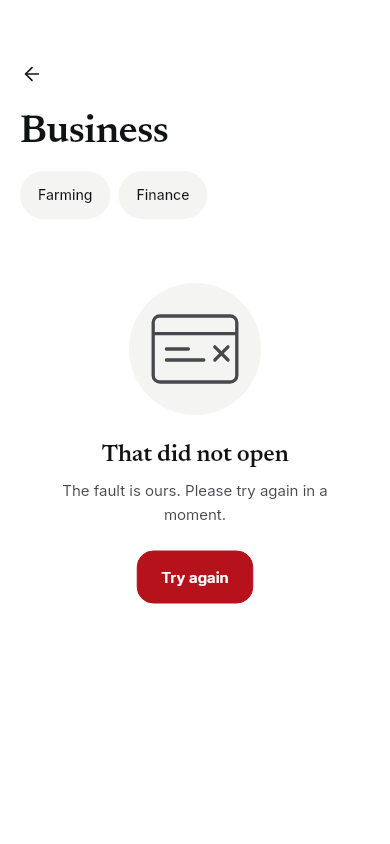 Business
Farming
Finance
That did not open
The fault is ours. Please try again in a
moment.
Try again